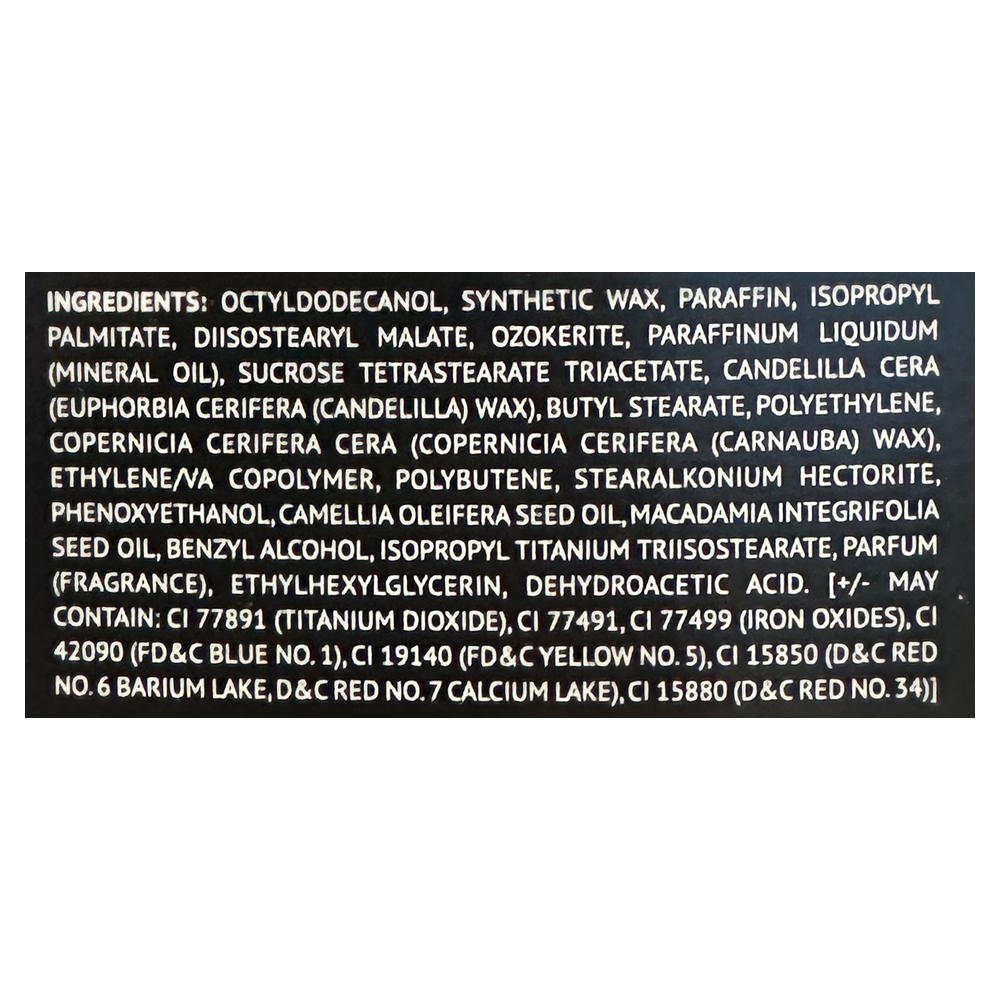 INGREDIENTS: OCTYLDODECANOL, SYNTHETIC WAX, PARAFFIN, ISOPROPYL
PALMITATE, DIISOSTEARYL MALATE, OZOKERITE, PARAFFINUM LIQUIDUM
(MINERAL OIL), SUCROSE TETRASTEARATE TRIACETATE, CANDELILLA CERA
(EUPHORBIA CERIFERA (CANDELILLA) WAX), BUTYL STEARATE, POLYETHYLENE,
COPERNICIA CERIFERA CERA (COPERNICIA CERIFERA (CARNAUBA) WAX),
ETHYLENE/VA COPOLYMER, POLYBUTENE, STEARALKONIUM HECTORITE,
PHENOXYETHANOL, CAMELLIA OLEIFERA SEED OIL, MACADAMIA INTEGRIFOLIA
SEED OIL, BENZYL ALCOHOL, ISOPROPYL TITANIUM TRIISOSTEARATE, PARFUM
(FRAGRANCE), ETHYLHEXYLGLYCERIN, DEHYDROACETIC ACID. [+/- MAY
CONTAIN: CI 77891 (TITANIUM DIOXIDE), CI 77491, CI 77499 (IRON OXIDES), CI
42090 (FD&C BLUE NO. 1), CI 19140 (FD&C YELLOW NO. 5), CI 15850 (D&C RED
NO. 6 BARIUM LAKE, D&C RED NO. 7 CALCIUM LAKE), CI 15880 (D&C RED NO. 34)]